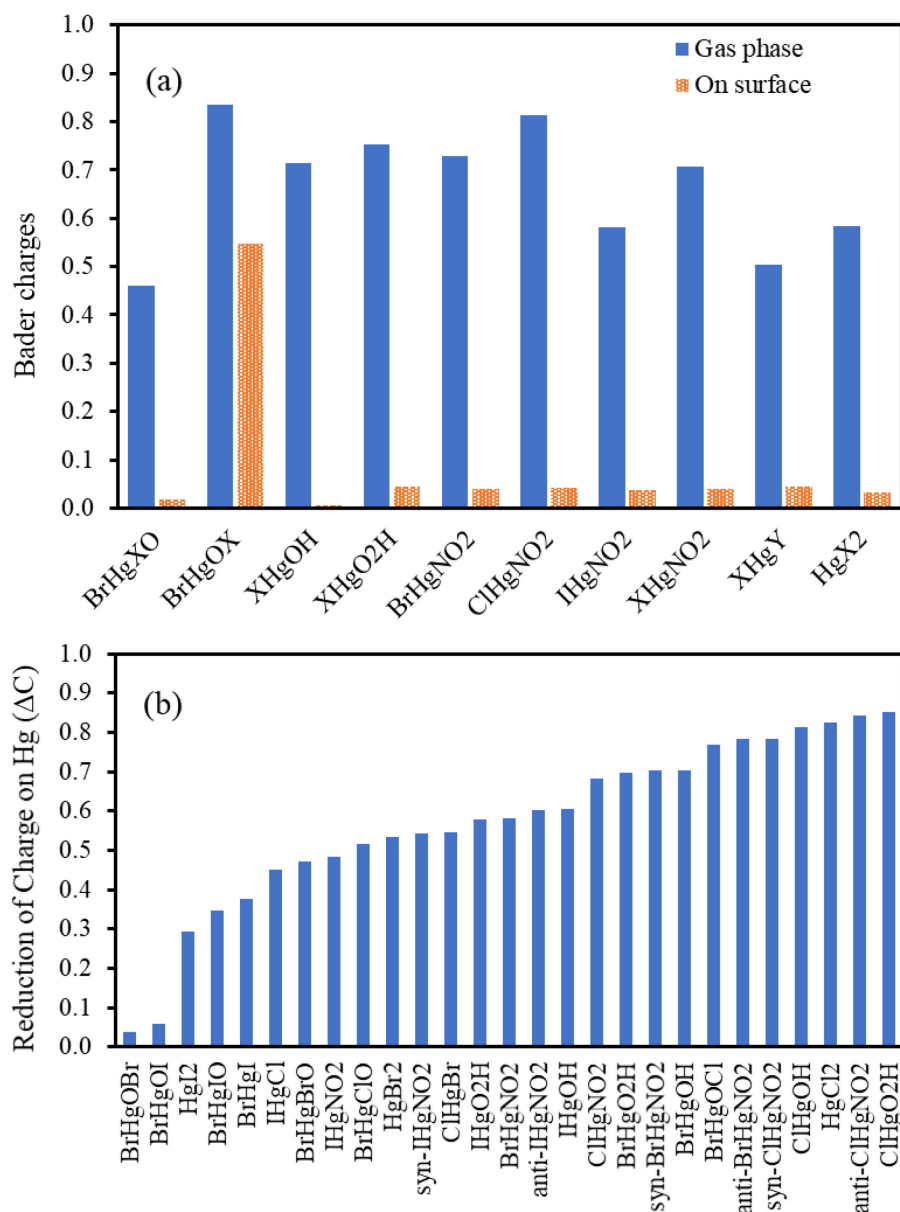 1.0
0.9
0.8
0.7
0.6
0.5
0.4
0.3
0.2
0.1
0.0
Bader charges
(a)
Gas phase
On surface
BrHgXO
BrHgOX
XHgOH
XHgO2H
BrHgNO2
ClHgNO2
IHgNO2
XHgNO2
XHgY
HgX2
1.0
0.9
0.8
0.7
0.6
0.5
0.4
0.3
0.2
0.1
0.0
Reduction of Charge on Hg (ΔC)
(b)
BrHgOBr
BrHgOI
HgI2
BrHgIO
BrHgI
IHgCl
BrHgBrO
IHgNO2
BrHgClO
HgBr2
syn-IHgNO2
ClHgBr
IHgO2H
BrHgNO2
anti-IHgNO2
IHgOH
ClHgNO2
BrHgO2H
syn-BrHgNO2
BrHgOH
BrHgOCl
anti-BrHgNO2
syn-ClHgNO2
ClHgOH
HgCl2
anti-ClHgNO2
ClHgO2H